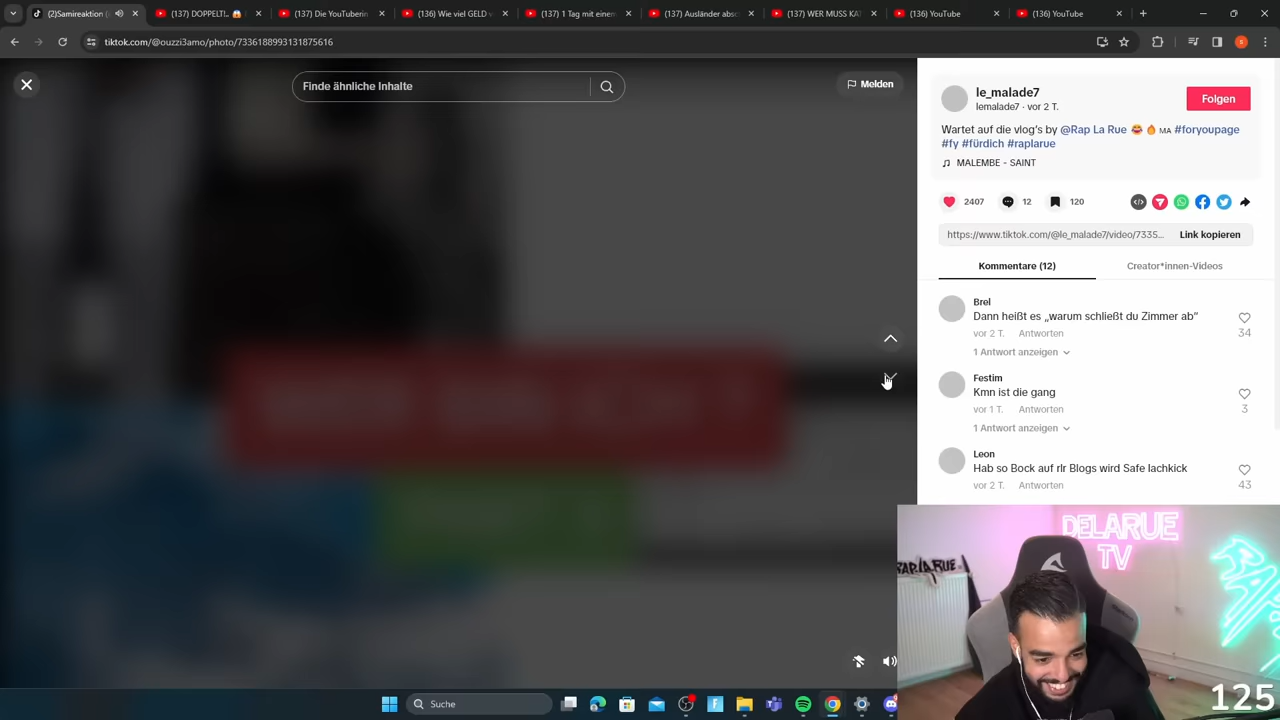 (2)Samireaktion
(137) DOPPELT!..
(137) Die YouTuberin
(136) Wie viel GELD
(137) 1 Tag mit einem
(137) Ausländer absc
(137) WER MUSS
(136) YouTube
(136) YouTube
tiktok.com/@ouzzi3amo/photo/7336188993131875616
Finde ähnliche Inhalte
Melden
le_malade7
lemalade7 · vor 2 T.
Folgen
Wartet auf die vlog's by @Rap La Rue 😂 🔥 MA #foryoupage
#fy #fürdich #raplarue
MALEMBE - SAINT
2407
12
120
https://www.tiktok.com/@le_malade7/video/7335...
Link kopieren
Kommentare (12)
Creator*innen-Videos
Brel
Dann heißt es „warum schließt du Zimmer ab"
34
vor 2 T. Antworten
1 Antwort anzeigen
Festim
Kmn ist die gang
3
vor 1 T. Antworten
1 Antwort anzeigen
Leon
Hab so Bock auf rlr Blogs wird Safe lachkick
43
vor 2 T. Antworten
DELARUE
TV
RAP.LA.RUE.
125
Suche